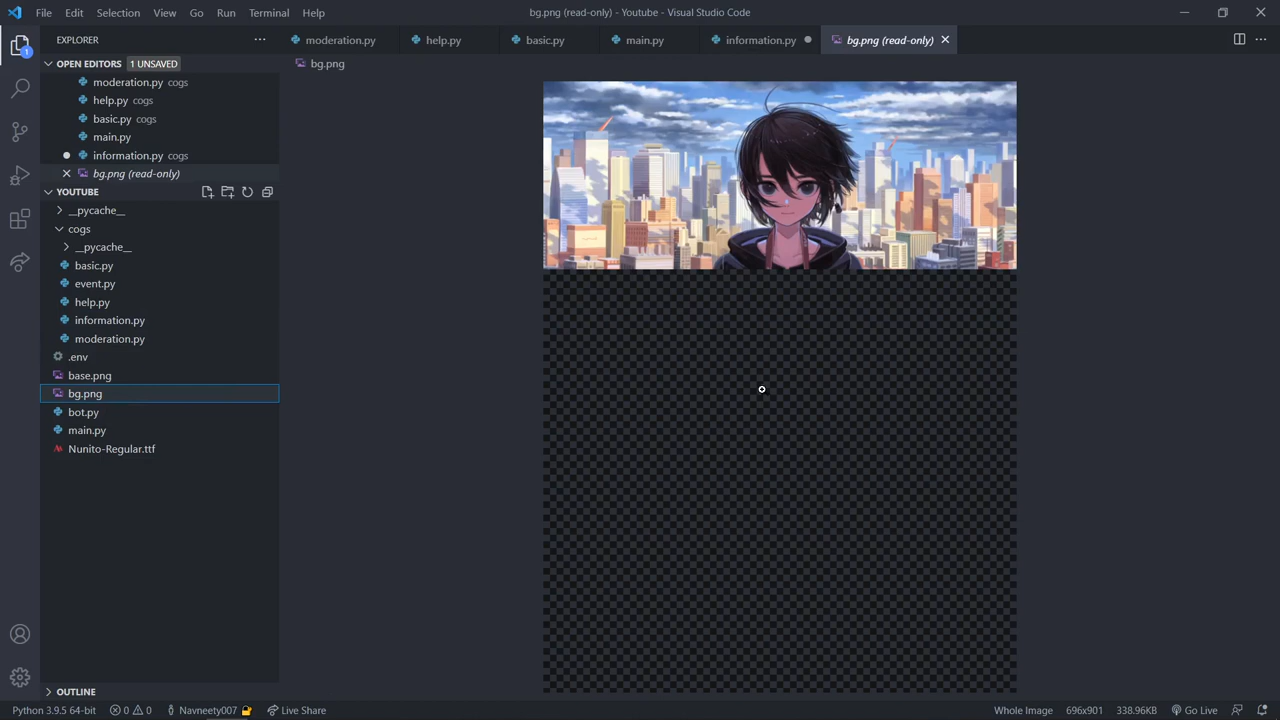 File Edit Selection View Go Run Terminal Help
bg.png (read-only) - Youtube - Visual Studio Code
EXPLORER
moderation.py help.py basic.py main.py information.py bg.png (read-only)
bg.png
OPEN EDITORS 1 UNSAVED
moderation.py cogs
help.py cogs
basic.py cogs
main.py
information.py cogs
bg.png (read-only)
YOUTUBE
__pycache__
cogs
__pycache__
basic.py
event.py
help.py
information.py
moderation.py
.env
base.png
bg.png
bot.py
main.py
Nunito-Regular.ttf
OUTLINE
1
Python 3.9.5 64-bit 0 0 Navneety007 Live Share Whole Image 696x901 338.96KB Go Live